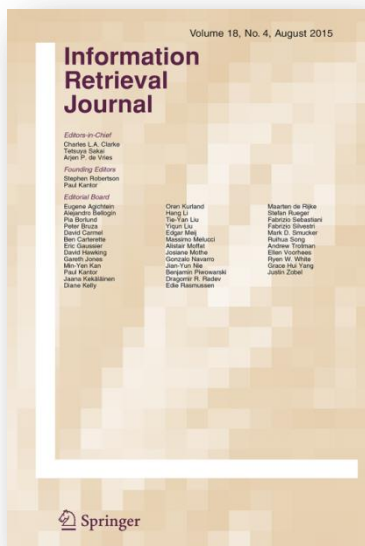 Volume 18, No. 4, August 2015
Information
Retrieval
Journal
Editors-in-Chief
Charles L.A. Clarke
Tetsuya Sakai
Arjen P. de Vries
Founding Editors
Stephen Robertson
Paul Kantor
Editorial Board
Eugene Agichtein
Alejandro Bellogin
Pia Borlund
Peter Bruza
David Carmel
Ben Carterette
Eric Gaussier
David Hawking
Gareth Jones
Min-Yen Kan
Paul Kantor
Jaana Kekäläinen
Diane Kelly
Oren Kurland
Hang Li
Tie-Yan Liu
Yiqun Liu
Edgar Meij
Massimo Melucci
Alistair Moffat
Josiane Mothe
Gonzalo Navarro
Jian-Yun Nie
Benjamin Piwowarski
Dragomir R. Radev
Edie Rasmussen
Maarten de Rijke
Stefan Rueger
Fabrizio Sebastiani
Fabrizio Silvestri
Mark D. Smucker
Ruihua Song
Andrew Trotman
Ellen Voorhees
Ryen W. White
Grace Hui Yang
Justin Zobel
Springer